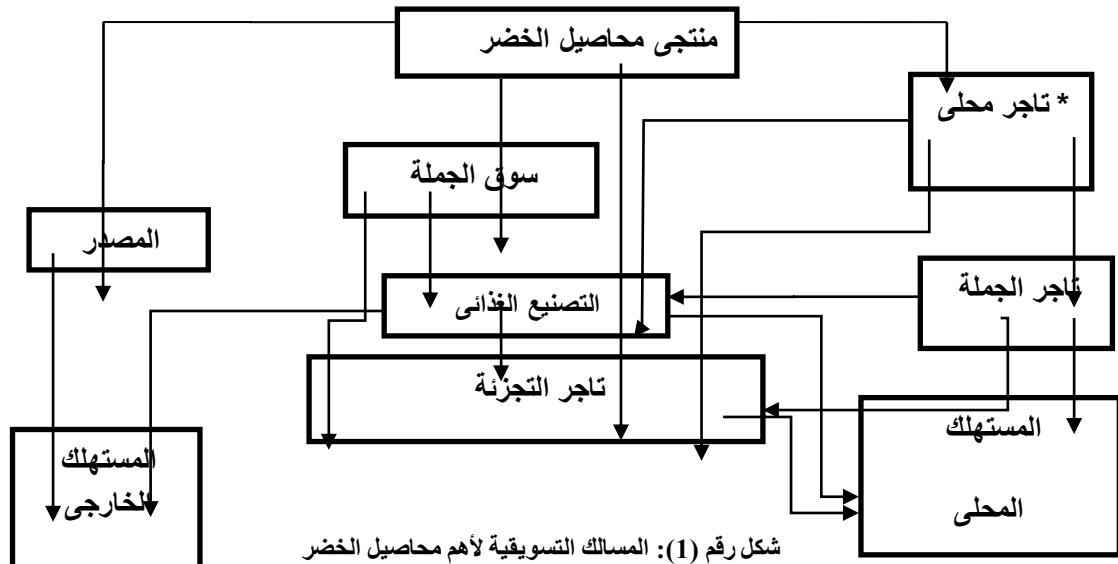 منتجى محاصيل الخضر
* تاجر محلى
سوق الجملة
المصدر
تاجر الجملة
التصنيع الغذائى
تاجر التجزئة
المستهلك
المحلى
المستهلك
الخارجى
شكل رقم (1): المسالك التسويقية لأهم محاصيل الخضر